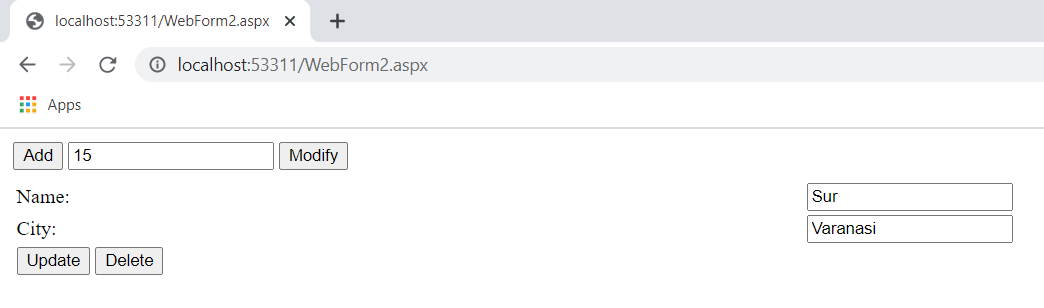 localhost:53311/WebForm2.aspx
localhost:53311/WebForm2.aspx
Apps
Add 15 Modify
Name: Sur
City: Varanasi
Update Delete